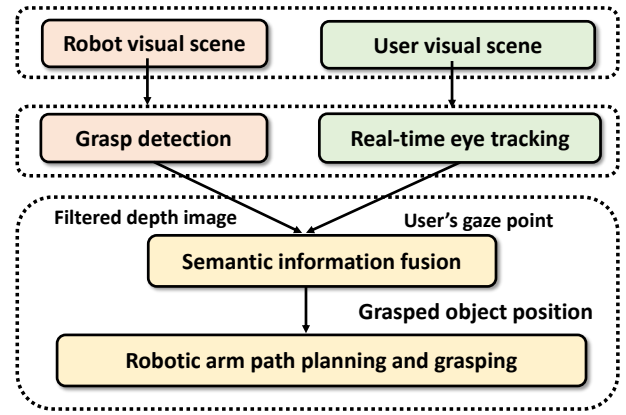 Robot visual scene
User visual scene
Grasp detection
Real-time eye tracking
Filtered depth image
User's gaze point
Semantic information fusion
Grasped object position
Robotic arm path planning and grasping